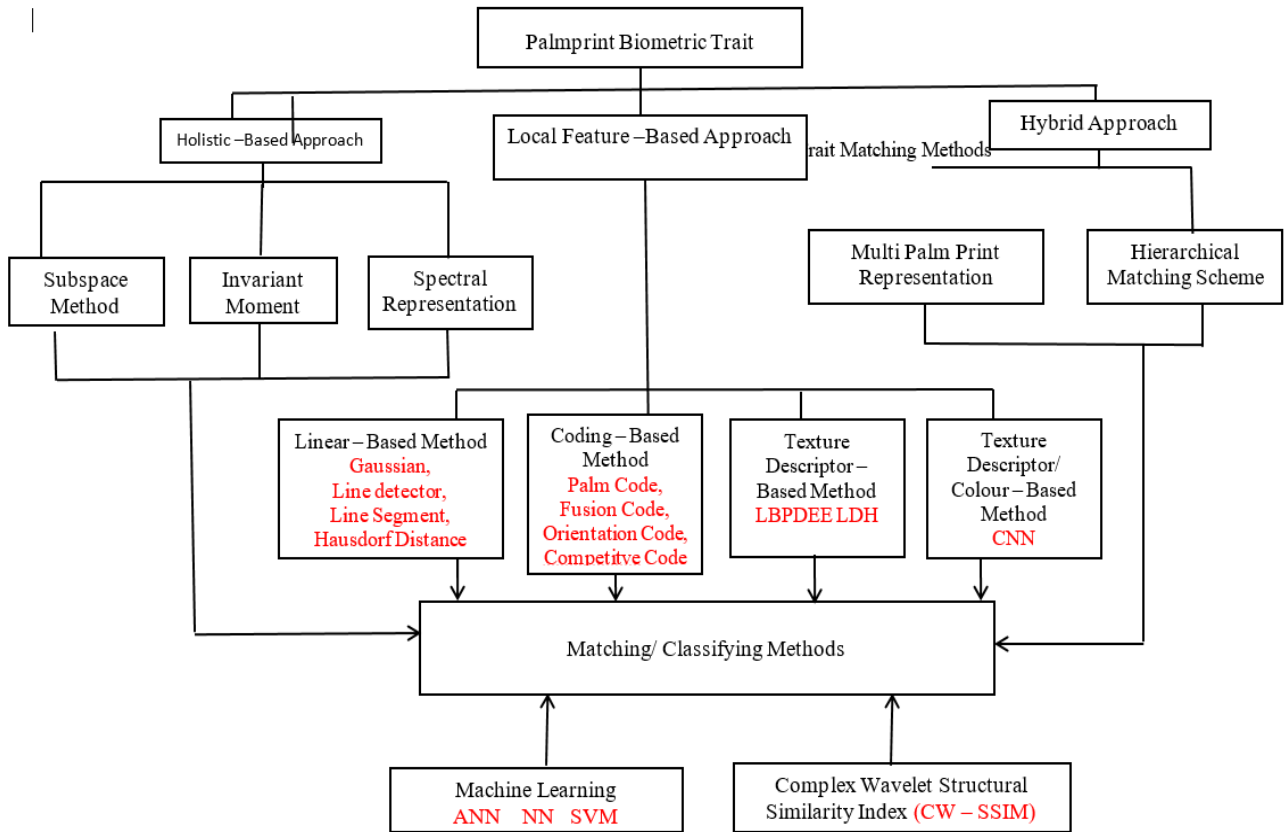 Palmprint Biometric Trait
Holistic –Based Approach
Local Feature –Based Approach
Hybrid Approach
rait Matching Methods
Subspace
Method
Invariant
Moment
Spectral
Representation
Multi Palm Print
Representation
Hierarchical
Matching Scheme
Linear – Based Method
Gaussian,
Line detector,
Line Segment,
Hausdorf Distance
Coding – Based
Method
Palm Code,
Fusion Code,
Orientation Code,
Competitve Code
Texture
Descriptor –
Based Method
LBPDEE LDH
Texture
Descriptor/
Colour – Based
Method
CNN
Matching/ Classifying Methods
Machine Learning
ANN NN SVM
Complex Wavelet Structural
Similarity Index (CW – SSIM)